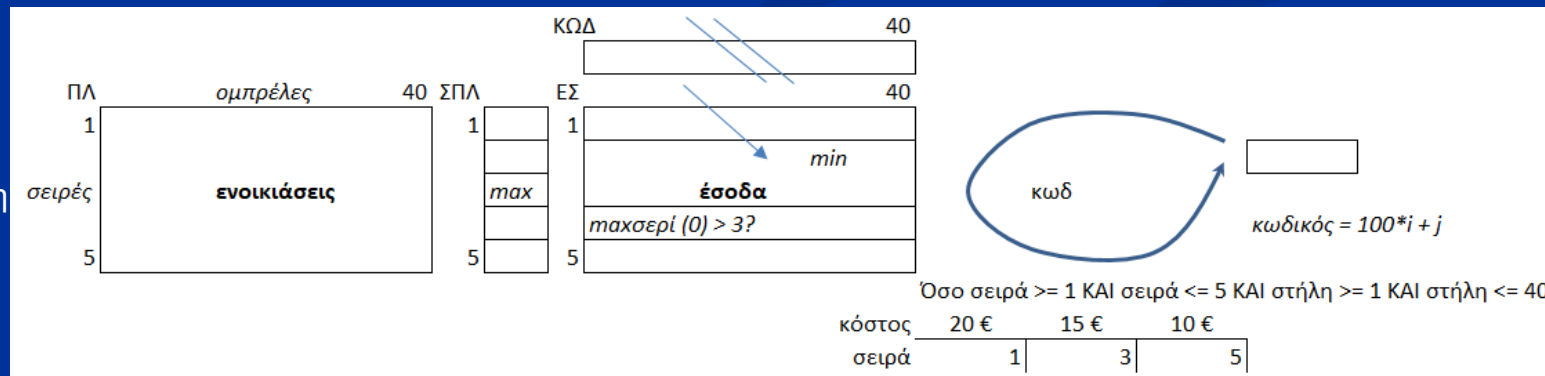 ΚΩΔ 40
ΠΛ ομπρέλες 40 ΣΠΛ ΕΣ 40
1 1 1
min
η σειρές ενοικιάσεις max έσοδα κωδ
maxσερί (0) > 3? κωδικός = 100*i + j
5 5 5
Όσο σειρά >= 1 ΚΑΙ σειρά <= 5 ΚΑΙ στήλη >= 1 ΚΑΙ στήλη <= 40
κόστος 20 € 15 € 10 €
σειρά 1 3 5